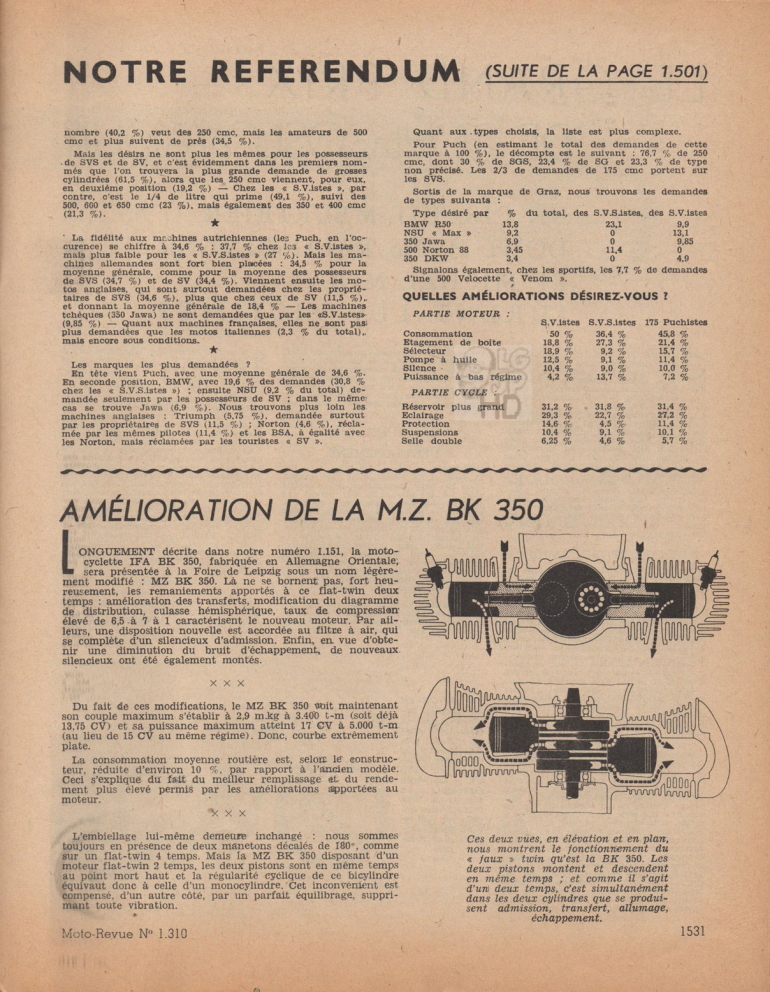 NOTRE REFERENDUM (SUITE DE LA PAGE 1.501)
nombre (40,2 %) veut des 250 cmc, mais les amateurs de 500
cmc et plus suivent de près (34,5 %).
Mais les désirs ne sont plus les mêmes pour les possesseurs
de SVS et de SV, et c'est évidemment dans les premiers nom-
més que l'on trouvera la plus grande demande de grosses
cylindrées (61,5 %), alors que les 250 cmc viennent, pour eux,
en deuxième position (19,2 %) — Chez les « S.V.istes », par
contre, c'est le 1/4 de litre qui prime (49,1 %), suivi des
500, 600 et 650 cmc (23 %), mais également des 350 et 400 cmc
(21,3 %).
★
La fidélité aux machines autrichiennes (les Puch, en l'oc-
curence) se chiffre à 34,6 % : 37,7 % chez les « S.V.istes »,
mais plus faible pour les « S.V.S.istes » (27 %). Mais les ma-
chines allemandes sont fort bien placées : 34,5 % pour la
moyenne générale, comme pour la moyenne des possesseurs
de SVS (34,7 %) et de SV (34,4 %). Viennent ensuite les mo-
tos anglaises, qui sont surtout demandées chez les proprié-
taires de SVS (34,6 %), plus que chez ceux de SV (11,5 %),
et donnant la moyenne générale de 18,4 % — Les machines
tchèques (350 Jawa) ne sont demandées que par les «S.V.istes»
(9,85 %) — Quant aux machines françaises, elles ne sont pas
plus demandées que les motos italiennes (2,3 % du total),
mais encore sous conditions.
★
Les marques les plus demandées ?
En tête vient Puch, avec une moyenne générale de 34,6 %.
En seconde position, BMW, avec 19,6 % des demandes (30,8 %
chez les « S.V.S.istes ») ; ensuite NSU (9,2 % du total) de-
mandée seulement par les possesseurs de SV ; dans le même
cas se trouve Jawa (6,9 %). Nous trouvons plus loin les
machines anglaises : Triumph (5,75 %), demandée surtout
par les propriétaires de SVS (11,5 %) ; Norton (4,6 %), récla-
mée par les mêmes pilotes (11,4 %) et les BSA, à égalité avec
les Norton, mais réclamées par les touristes « SV ».
Quant aux types choisis, la liste est plus complexe.
Pour Puch (en estimant le total des demandes de cette
marque à 100 %), le décompte est le suivant : 76,7 % de 250
cmc, dont 30 % de SGS, 23,4 % de SG et 23,3 % de type
non précisé. Les 2/3 de demandes de 175 cmc portent sur
les SVS.
Sortis de la marque de Graz, nous trouvons les demandes
de types suivants :
Type désiré par % du total, des S.V.S.istes, des S.V.istes
BMW R50 13,8 23,1 9,9
NSU « Max » 9,2 0 13,1
350 Jawa 6,9 0 9,85
500 Norton 88 3,45 11,4 0
350 DKW 3,4 0 4,9
Signalons également, chez les sportifs, les 7,7 % de demandes
d'une 500 Velocette « Venom ».
QUELLES AMÉLIORATIONS DÉSIREZ-VOUS ?
PARTIE MOTEUR :
S.V.istes S.V.S.istes 175 Puchistes
Consommation 50 % 36,4 % 45,8 %
Etagement de boîte 18,8 % 27,3 % 21,4 %
Sélecteur 18,9 % 9,2 % 15,7 %
Pompe à huile 12,5 % 9,1 % 11,4 %
Silence 10,4 % 9,0 % 10,0 %
Puissance à bas régime 4,2 % 13,7 % 7,2 %
PARTIE CYCLE :
Réservoir plus grand 31,2 % 31,8 % 31,4 %
Eclairage 29,3 % 22,7 % 27,2 %
Protection 14,6 % 4,5 % 11,4 %
Suspensions 10,4 % 9,1 % 10,1 %
Selle double 6,25 % 4,6 % 5,7 %
AMÉLIORATION DE LA M.Z. BK 350
LONGUEMENT décrite dans notre numéro 1.151, la moto-
cyclette IFA BK 350, fabriquée en Allemagne Orientale,
sera présentée à la Foire de Leipzig sous un nom légère-
ment modifié : MZ BK 350. Là ne se bornent pas, fort heu-
reusement, les remaniements apportés à ce flat-twin deux
temps : amélioration des transferts, modification du diagramme
de distribution, culasse hémisphérique, taux de compression
élevé de 6,5 à 7 à 1 caractérisent le nouveau moteur. Par ail-
leurs, une disposition nouvelle est accordée au filtre à air, qui
se complète d'un silencieux d'admission. Enfin, en vue d'obte-
nir une diminution du bruit d'échappement, de nouveaux
silencieux ont été également montés.
× × ×
Du fait de ces modifications, le MZ BK 350 voit maintenant
son couple maximum s'établir à 2,9 m.kg à 3.400 t-m (soit déjà
13,75 CV) et sa puissance maximum atteint 17 CV à 5.000 t-m
(au lieu de 15 CV au même régime). Donc, courbe extrêmement
plate.
La consommation moyenne routière est, selon le construc-
teur, réduite d'environ 10 %, par rapport à l'ancien modèle.
Ceci s'explique du fait du meilleur remplissage et du rende-
ment plus élevé permis par les améliorations apportées au
moteur.
× × ×
L'embiellage lui-même demeure inchangé : nous sommes
toujours en présence de deux manetons décalés de 180°, comme
sur un flat-twin 4 temps. Mais la MZ BK 350 disposant d'un
moteur flat-twin 2 temps, les deux pistons sont en même temps
au point mort haut et la régularité cyclique de ce bicylindre
équivaut donc à celle d'un monocylindre. Cet inconvénient est
compensé, d'un autre côté, par un parfait équilibrage, suppri-
mant toute vibration.
Ces deux vues, en élévation et en plan,
nous montrent le fonctionnement du
« faux » twin qu'est la BK 350. Les
deux pistons montent et descendent
en même temps ; et comme il s'agit
d'un deux temps, c'est simultanément
dans les deux cylindres que se produi-
sent admission, transfert, allumage,
échappement.
Moto-Revue N° 1.310
1531